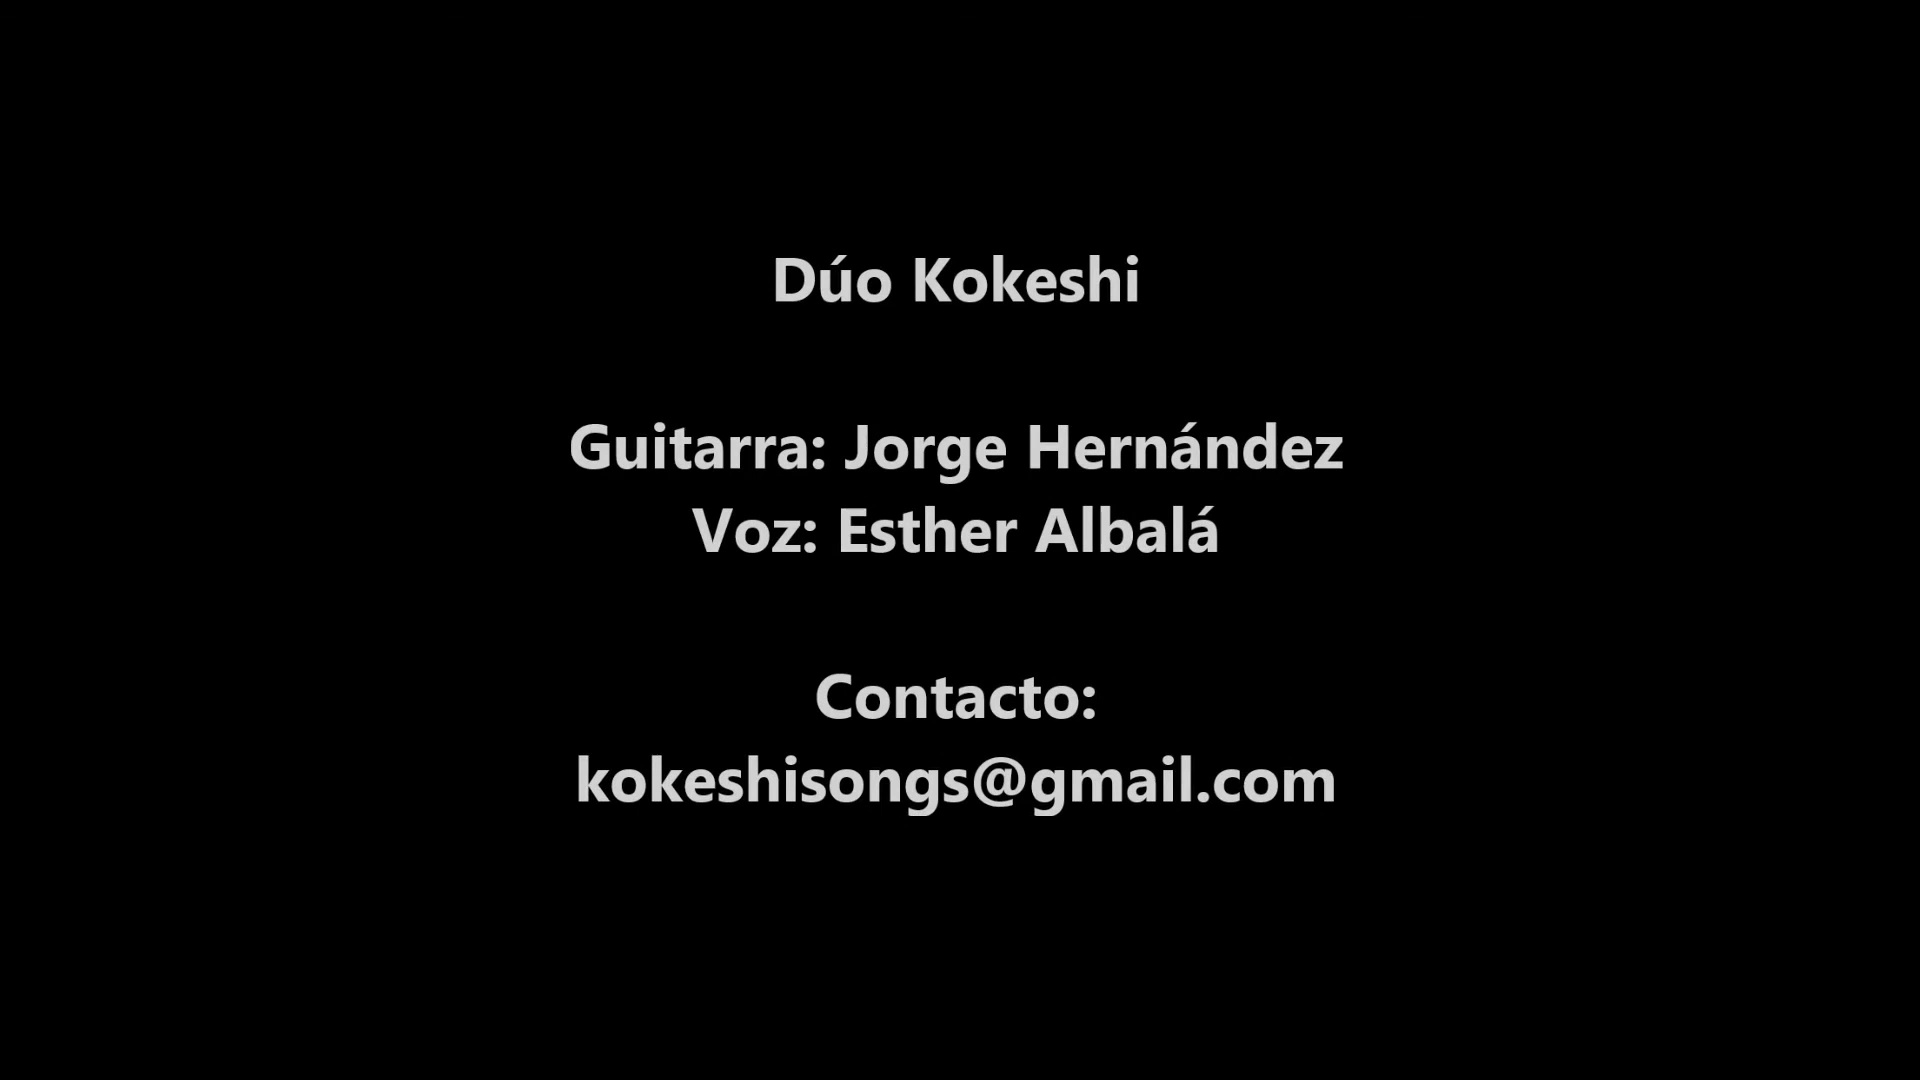 Dúo Kokeshi
Guitarra: Jorge Hernández
Voz: Esther Albalá
Contacto:
kokeshisongs@gmail.com